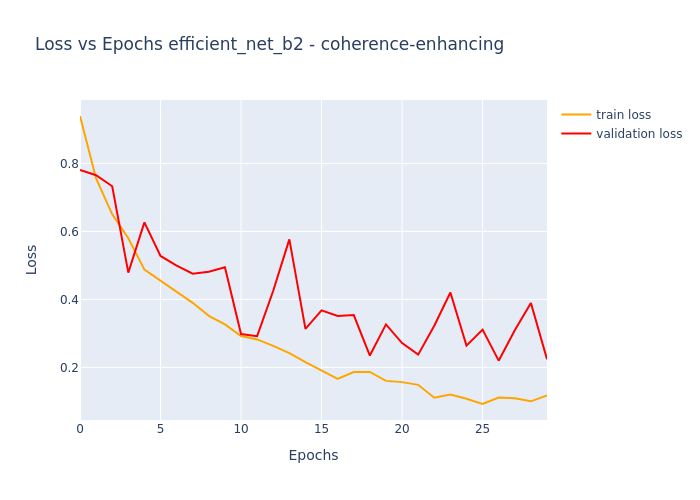 Loss vs Epochs efficient_net_b2 - coherence-enhancing
train loss
validation loss
Loss
0.8
0.6
0.4
0.2
0 5 10 15 20 25
Epochs